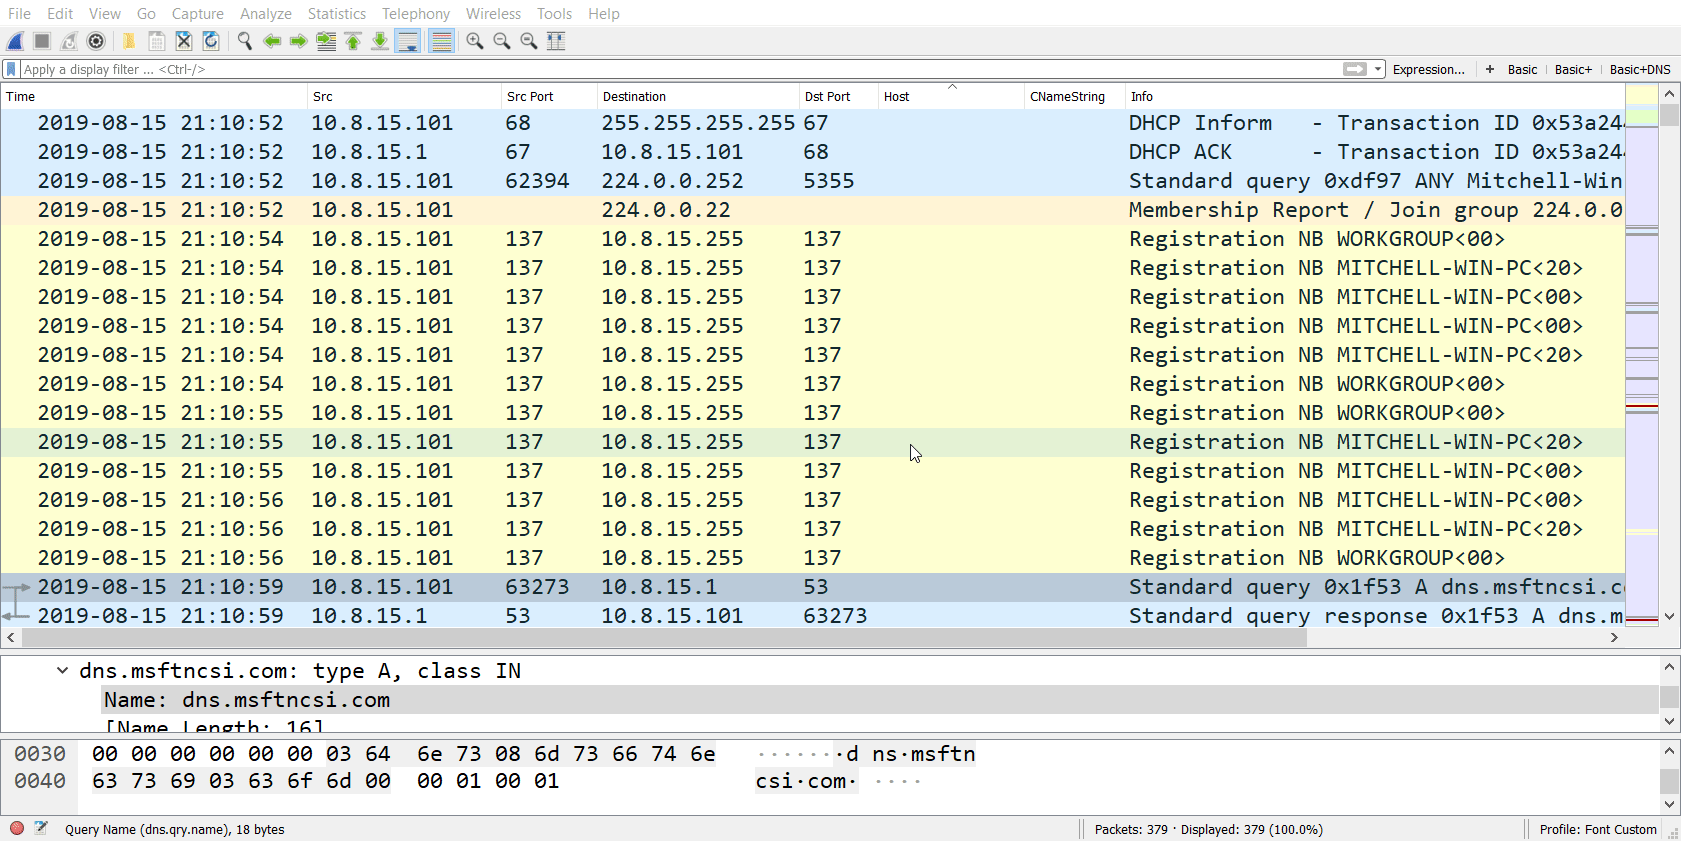 File Edit View Go Capture Analyze Statistics Telephony Wireless Tools Help
Apply a display filter ... <Ctrl-/> Expression... + Basic Basic+ Basic+DNS
Time Src Src Port Destination Dst Port Host CNameString Info
2019-08-15 21:10:52 10.8.15.101 68 255.255.255.255 67 DHCP Inform - Transaction ID 0x53a24
2019-08-15 21:10:52 10.8.15.1 67 10.8.15.101 68 DHCP ACK - Transaction ID 0x53a24
2019-08-15 21:10:52 10.8.15.101 62394 224.0.0.252 5355 Standard query 0xdf97 ANY Mitchell-Win
2019-08-15 21:10:52 10.8.15.101 224.0.0.22 Membership Report / Join group 224.0.0
2019-08-15 21:10:54 10.8.15.101 137 10.8.15.255 137 Registration NB WORKGROUP<00>
2019-08-15 21:10:54 10.8.15.101 137 10.8.15.255 137 Registration NB MITCHELL-WIN-PC<20>
2019-08-15 21:10:54 10.8.15.101 137 10.8.15.255 137 Registration NB MITCHELL-WIN-PC<00>
2019-08-15 21:10:54 10.8.15.101 137 10.8.15.255 137 Registration NB MITCHELL-WIN-PC<00>
2019-08-15 21:10:54 10.8.15.101 137 10.8.15.255 137 Registration NB MITCHELL-WIN-PC<20>
2019-08-15 21:10:54 10.8.15.101 137 10.8.15.255 137 Registration NB WORKGROUP<00>
2019-08-15 21:10:55 10.8.15.101 137 10.8.15.255 137 Registration NB WORKGROUP<00>
2019-08-15 21:10:55 10.8.15.101 137 10.8.15.255 137 Registration NB MITCHELL-WIN-PC<20>
2019-08-15 21:10:55 10.8.15.101 137 10.8.15.255 137 Registration NB MITCHELL-WIN-PC<00>
2019-08-15 21:10:56 10.8.15.101 137 10.8.15.255 137 Registration NB MITCHELL-WIN-PC<00>
2019-08-15 21:10:56 10.8.15.101 137 10.8.15.255 137 Registration NB MITCHELL-WIN-PC<20>
2019-08-15 21:10:56 10.8.15.101 137 10.8.15.255 137 Registration NB WORKGROUP<00>
2019-08-15 21:10:59 10.8.15.101 63273 10.8.15.1 53 Standard query 0x1f53 A dns.msftncsi.c
2019-08-15 21:10:59 10.8.15.1 53 10.8.15.101 63273 Standard query response 0x1f53 A dns.m
dns.msftncsi.com: type A, class IN
Name: dns.msftncsi.com
[Name Length: 16]
0030 00 00 00 00 00 00 03 64 6e 73 08 6d 73 66 74 6e ·······d ns·msftn
0040 63 73 69 03 63 6f 6d 00 00 01 00 01 csi·com· ····
Query Name (dns.qry.name), 18 bytes Packets: 379 · Displayed: 379 (100.0%) Profile: Font Custom